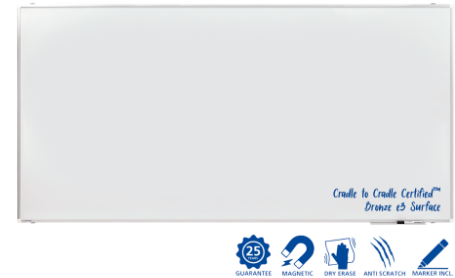 Cradle to Cradle Certified™
Bronze e3 Surface
25
GUARANTEE
MAGNETIC
DRY ERASE
ANTI SCRATCH
MARKER INCL.